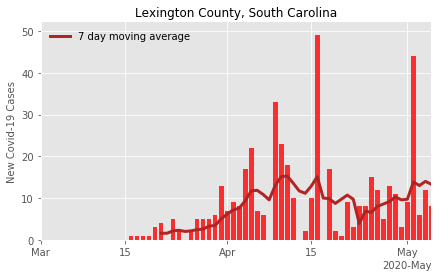 Lexington County, South Carolina
7 day moving average
New Covid-19 Cases
50
40
30
20
10
0
Mar
15
Apr
15
May
2020-May